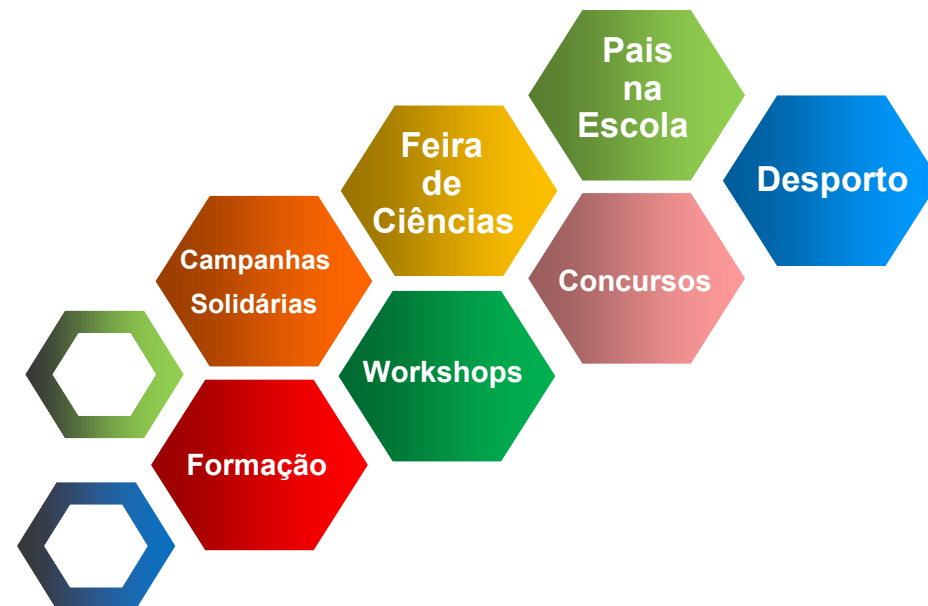 Pais
na
Escola
Desporto
Feira
de
Ciências
Concursos
Campanhas
Solidárias
Workshops
Formação